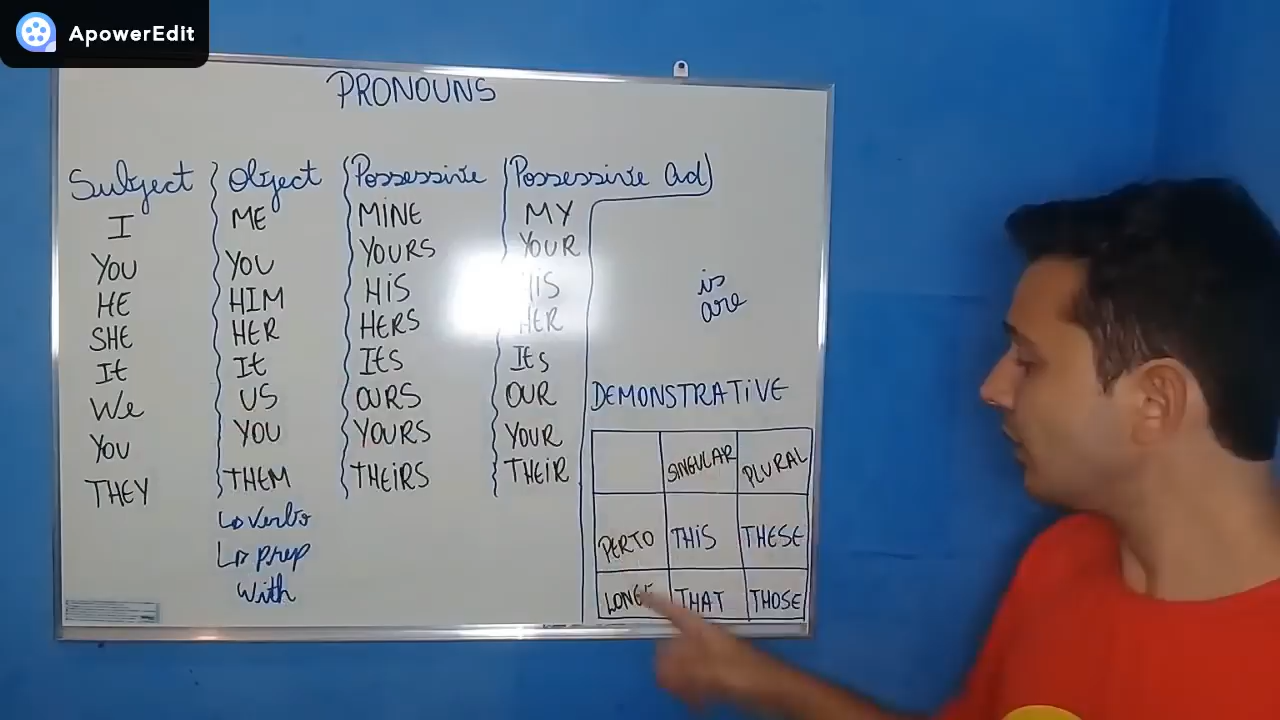 ApowerEdit
PRONOUNS
Subject Object Possessive Possessive adj
I ME MINE MY
YOU YOU YOURS YOUR
HE HIM HIS HIS
SHE HER HERS HER
It It Its Its
We US OURS OUR
YOU YOU YOURS YOUR
THEY THEM THEIRS THEIR
↳ verbo
↳ prep
With
is
are
DEMONSTRATIVE
SINGULAR PLURAL
PERTO THIS THESE
LONGE THAT THOSE